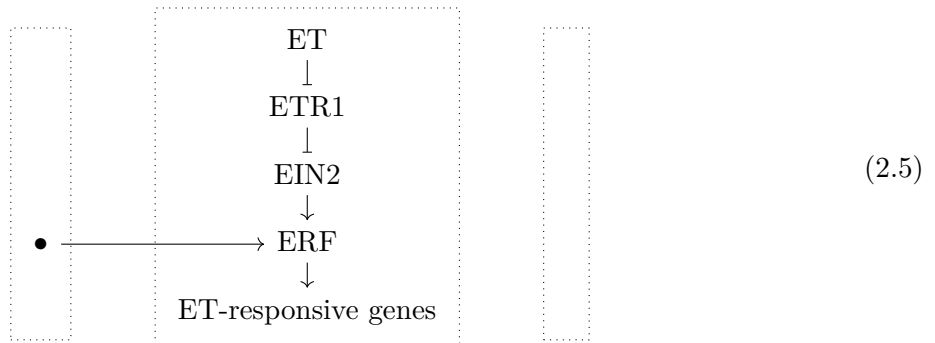 ET
ETR1
EIN2
(2.5)
ERF
ET-responsive genes